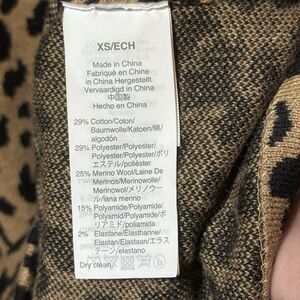 XS/ECH
Made in China
Fabriqué en Chine
in China Hergestellt
Vervaardigd in China
中国製
Hecho en China
29% Cotton/Coton/
Baumwolle/Katoen/綿/
algodón
29% Polyester/Polyester/
Polyester/Polyester/ポリ
エステル/poliéster
25% Merino Wool/Laine De
Merinos/Merinowolle/
Merinowol/メリノウー
ル/lana merino
15% Polyamide/Polyamide/
Polyamid/Polyamide/ポ
リアミド/poliamida
2% Elastane/Élasthanne/
Elastan/Elastaan/エラス
テーン/elastano
Dry clean